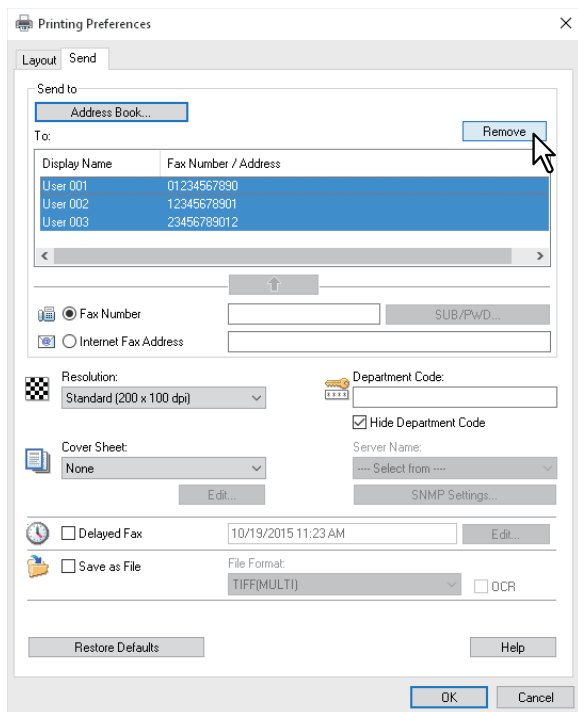 Printing Preferences
Layout Send
Send to
Address Book...
To:
Remove
Display Name Fax Number / Address
User 001 01234567890
User 002 12345678901
User 003 23456789012
Fax Number
SUB/PWD...
Internet Fax Address
Resolution:
Standard (200 x 100 dpi)
Department Code:
Hide Department Code
Cover Sheet:
None
Edit...
Server Name:
---- Select from ----
SNMP Settings...
Delayed Fax
10/19/2015 11:23 AM
Edit...
Save as File
File Format:
TIFF(MULTI)
OCR
Restore Defaults
Help
OK
Cancel